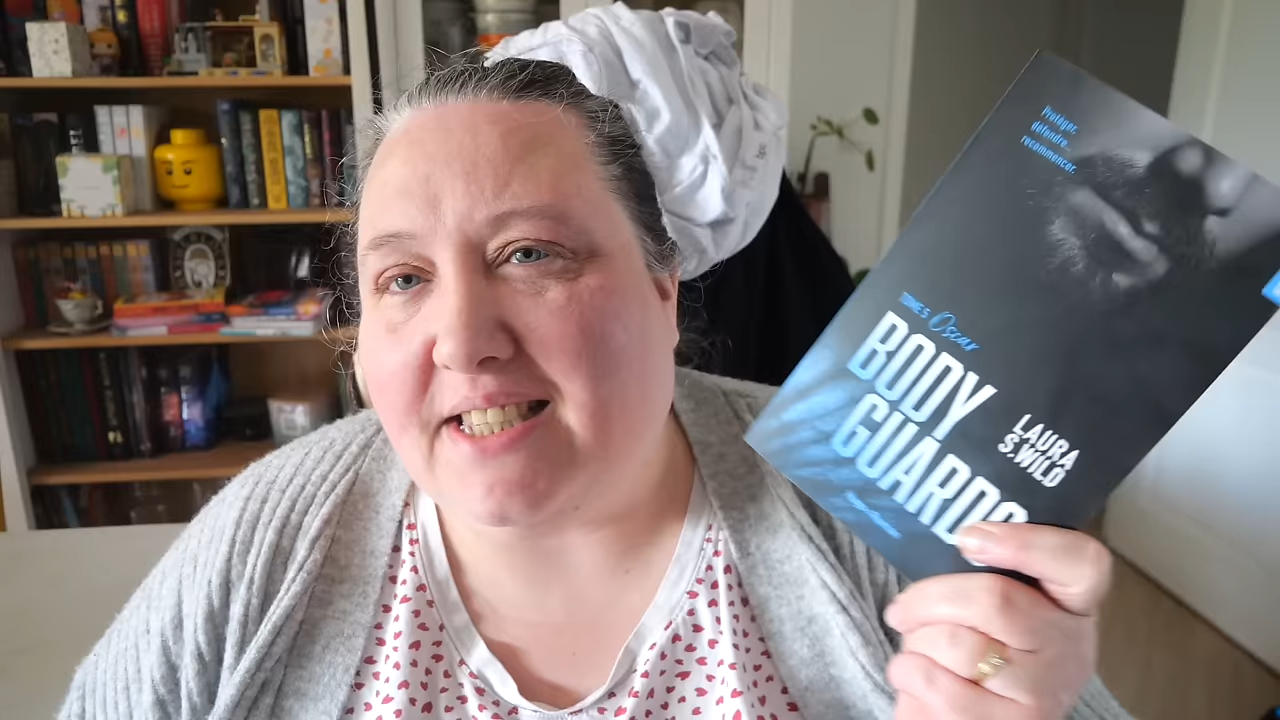 Protéger,
défendre...
recommencer.
TOME 5 Oscar
BODY
GUARDS
LAURA
S. WILD